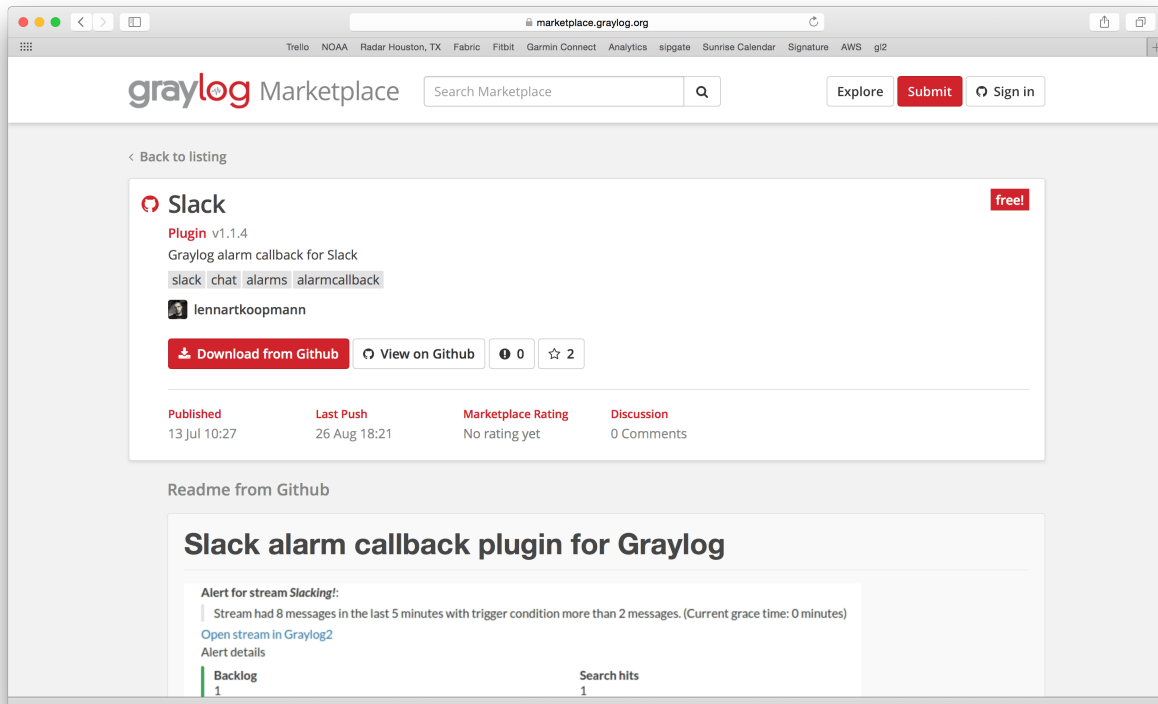 marketplace.graylog.org
Trello NOAA Radar Houston, TX Fabric Fitbit Garmin Connect Analytics sipgate Sunrise Calendar Signature AWS gl2
graylog Marketplace Search Marketplace Explore Submit Sign in
Back to listing
Slack free!
Plugin v1.1.4
Graylog alarm callback for Slack
slack chat alarms alarmcallback
lennartkoopmann
Download from Github View on Github 0 2
Published Last Push Marketplace Rating Discussion
13 Jul 10:27 26 Aug 18:21 No rating yet 0 Comments
Readme from Github
Slack alarm callback plugin for Graylog
Alert for stream Slacking!:
Stream had 8 messages in the last 5 minutes with trigger condition more than 2 messages. (Current grace time: 0 minutes)
Open stream in Graylog2
Alert details
Backlog Search hits
1 1